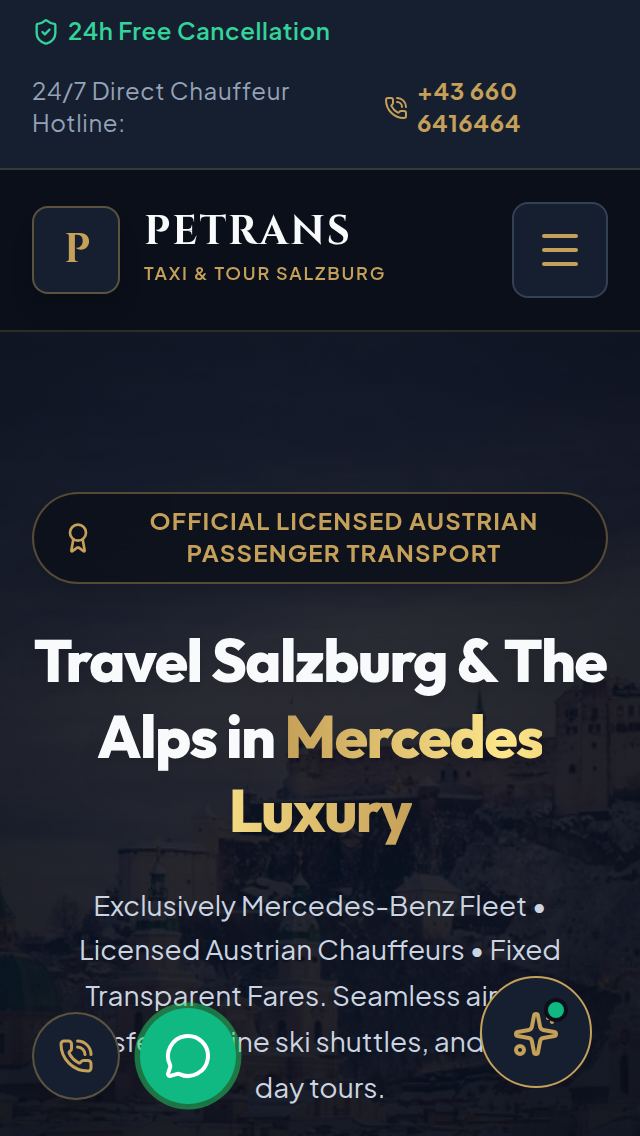 24h Free Cancellation
24/7 Direct Chauffeur
Hotline:
+43 660
6416464
P
PETRANS
TAXI & TOUR SALZBURG
OFFICIAL LICENSED AUSTRIAN
PASSENGER TRANSPORT
Travel Salzburg & The
Alps in Mercedes
Luxury
Exclusively Mercedes-Benz Fleet •
Licensed Austrian Chauffeurs • Fixed
Transparent Fares. Seamless
ski shuttles, and
day tours.